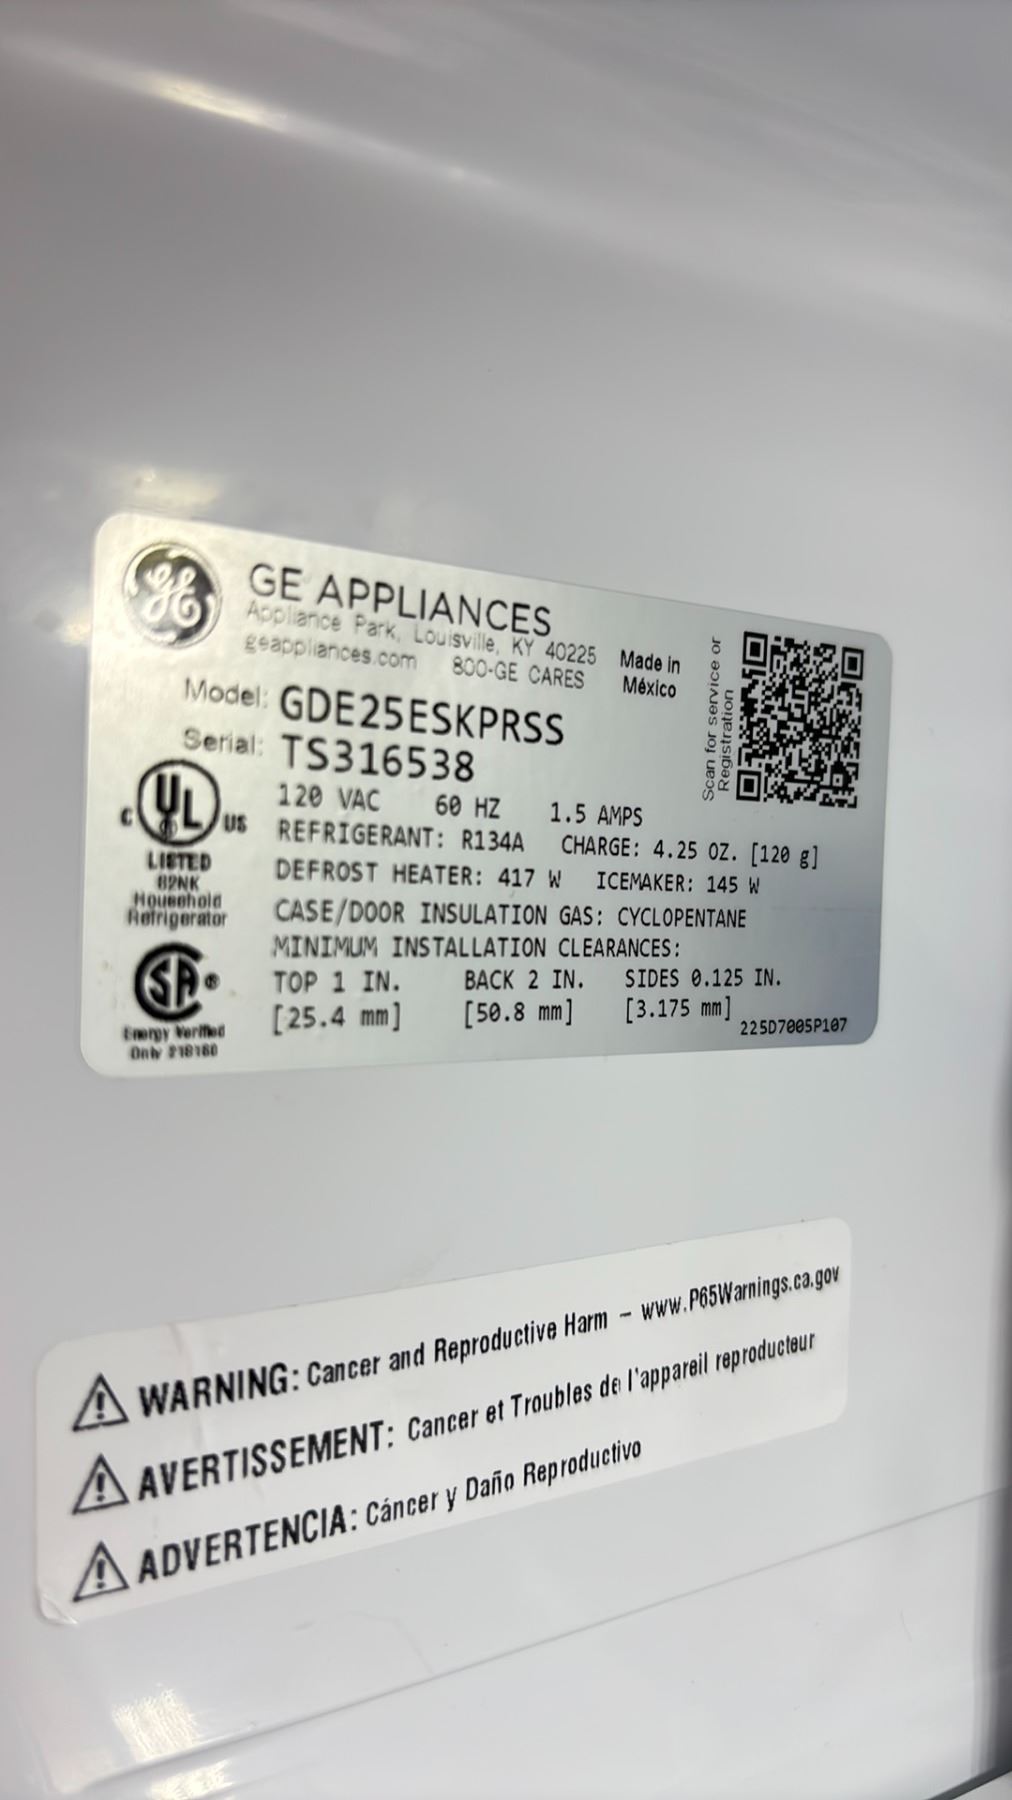 GE
GE APPLIANCES
Appliance Park, Louisville, KY 40225
geappliances.com 800-GE CARES
Made in
México
Scan for service or
Registration
Model: GDE25ESKPRSS
Serial: TS316538
120 VAC 60 HZ 1.5 AMPS
REFRIGERANT: R134A CHARGE: 4.25 OZ. [120 g]
DEFROST HEATER: 417 W ICEMAKER: 145 W
CASE/DOOR INSULATION GAS: CYCLOPENTANE
MINIMUM INSTALLATION CLEARANCES:
TOP 1 IN. BACK 2 IN. SIDES 0.125 IN.
[25.4 mm] [50.8 mm] [3.175 mm]
225D7005P107
C UL US
LISTED
82NK
Household
Refrigerator
SA
Energy Verified
Only
WARNING: Cancer and Reproductive Harm – www.P65Warnings.ca.gov
AVERTISSEMENT: Cancer et Troubles de l'appareil reproducteur
ADVERTENCIA: Cáncer y Daño Reproductivo